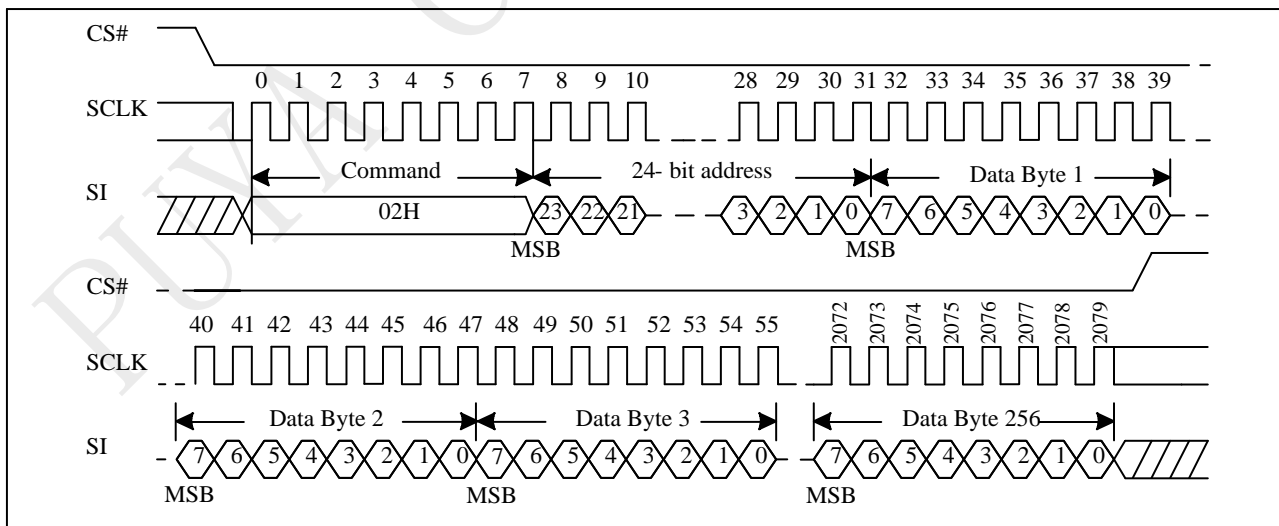 PUYA
CS#
0 1 2 3 4 5 6 7 8 9 10 28 29 30 31 32 33 34 35 36 37 38 39
SCLK
Command 24- bit address Data Byte 1
SI
02H 23 22 21 3 2 1 0 7 6 5 4 3 2 1 0
MSB MSB
CS#
40 41 42 43 44 45 46 47 48 49 50 51 52 53 54 55 2072 2073 2074 2075 2076 2077 2078 2079
SCLK
Data Byte 2 Data Byte 3 Data Byte 256
SI
7 6 5 4 3 2 1 0 7 6 5 4 3 2 1 0 7 6 5 4 3 2 1 0
MSB MSB MSB